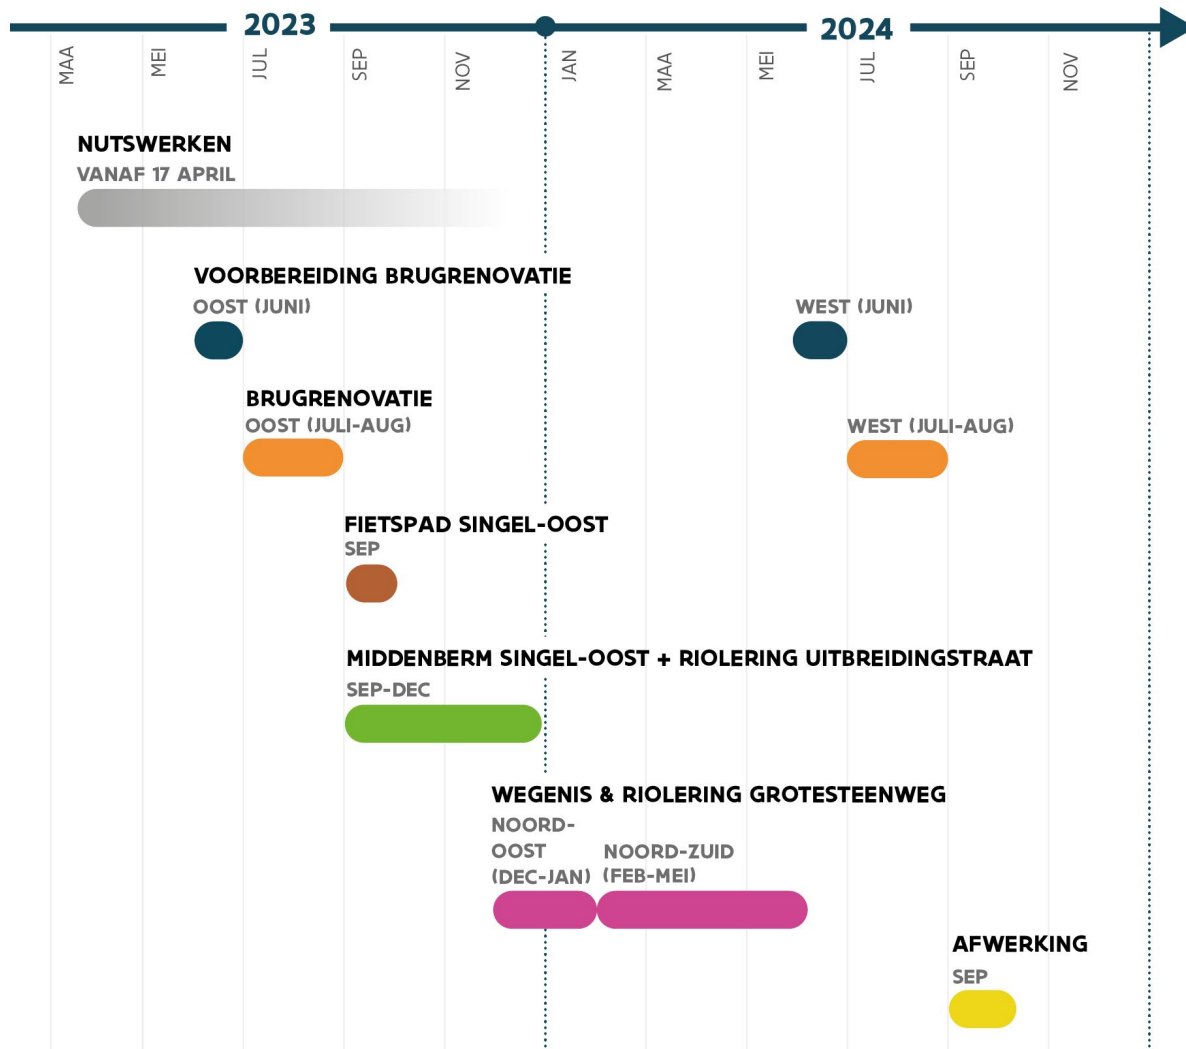 2023
2024
MAA
MEI
JUL
SEP
NOV
JAN
MAA
MEI
JUL
SEP
NOV
NUTSWERKEN
VANAF 17 APRIL
VOORBEREIDING BRUGRENOVATIE
OOST (JUNI)
WEST (JUNI)
BRUGRENOVATIE
OOST (JULI-AUG)
WEST (JULI-AUG)
FIETSPAD SINGEL-OOST
SEP
MIDDENBERM SINGEL-OOST + RIOLERING UITBREIDINGSTRAAT
SEP-DEC
WEGENIS & RIOLERING GROTESTEENWEG
NOORD-
OOST
(DEC-JAN)
NOORD-ZUID
(FEB-MEI)
AFWERKING
SEP